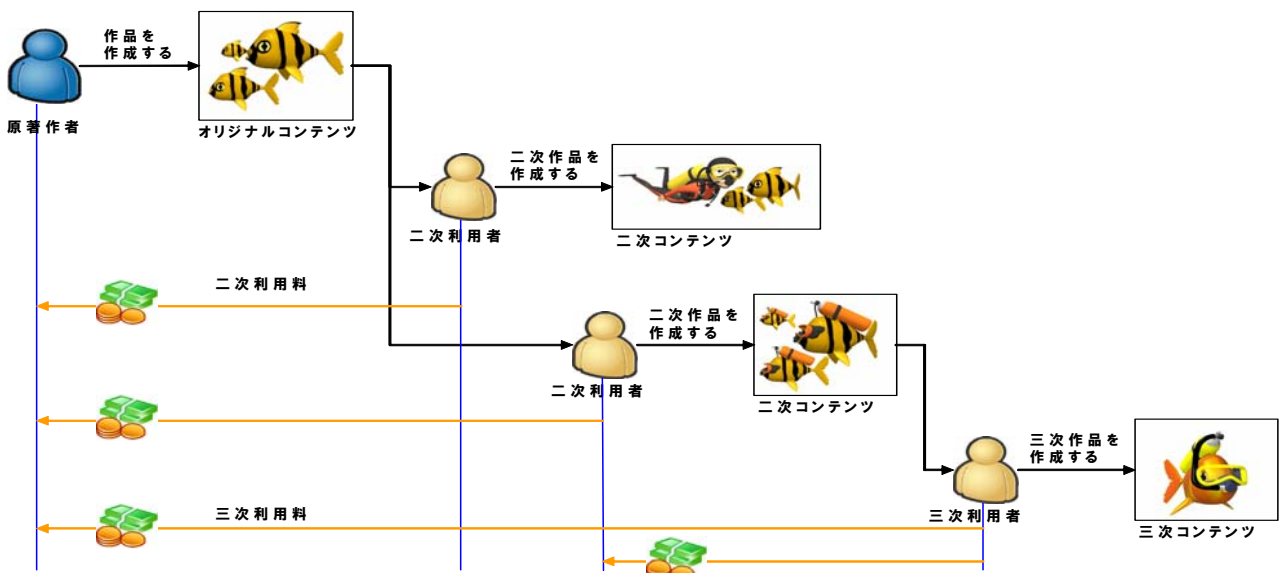 作品を
作成する
原著作者
オリジナルコンテンツ
二次作品を
作成する
二次利用者
二次コンテンツ
二次利用料
二次作品を
作成する
二次利用者
二次コンテンツ
三次作品を
作成する
三次利用料
三次利用者
三次コンテンツ